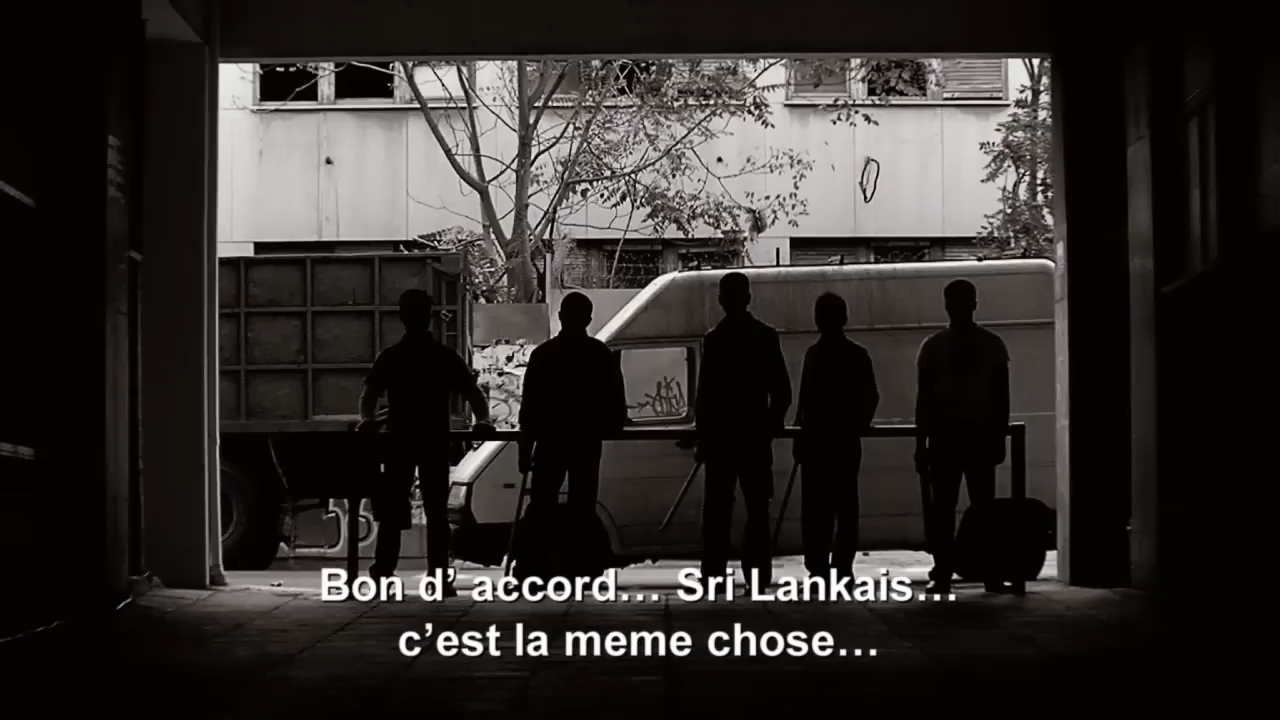 Bon d’ accord... Sri Lankais...
c’est la meme chose...